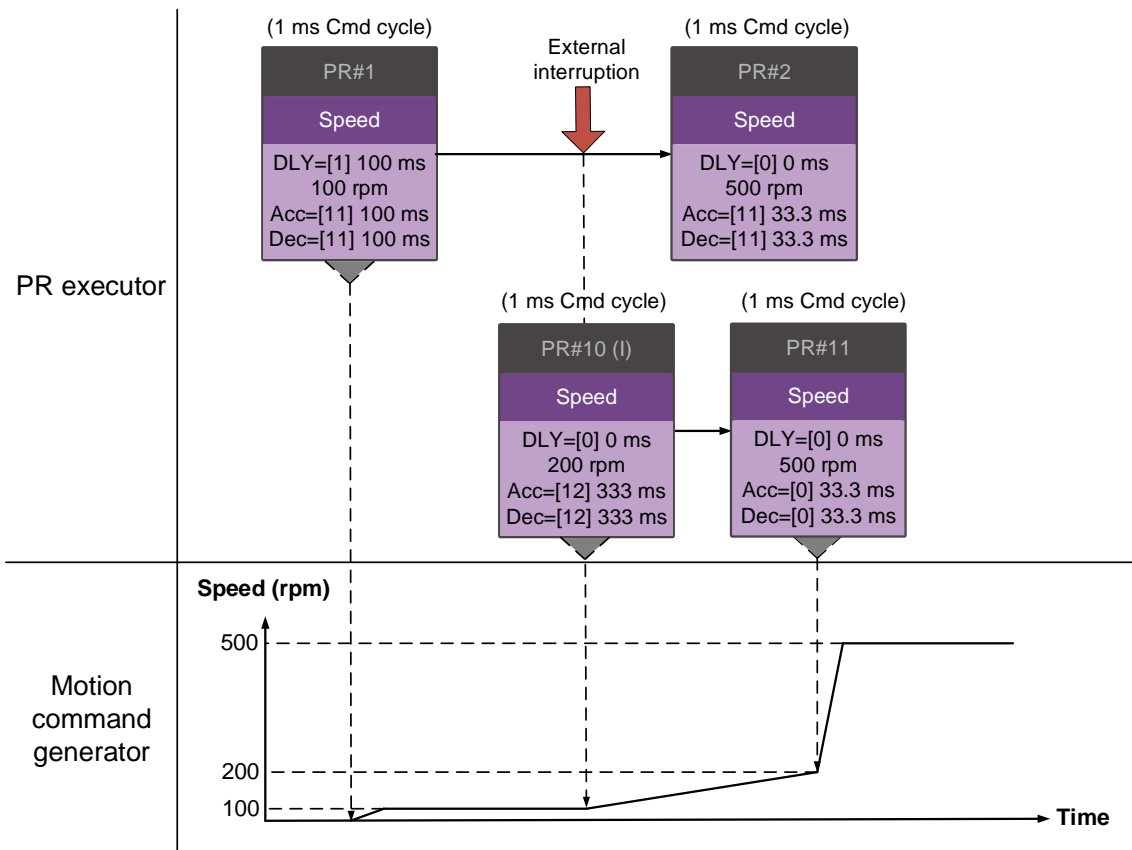 (1 ms Cmd cycle)
PR#1
Speed
DLY=[1] 100 ms
100 rpm
Acc=[11] 100 ms
Dec=[11] 100 ms
External
interruption
(1 ms Cmd cycle)
PR#2
Speed
DLY=[0] 0 ms
500 rpm
Acc=[11] 33.3 ms
Dec=[11] 33.3 ms
PR executor
(1 ms Cmd cycle)
PR#10 (I)
Speed
DLY=[0] 0 ms
200 rpm
Acc=[12] 333 ms
Dec=[12] 333 ms
(1 ms Cmd cycle)
PR#11
Speed
DLY=[0] 0 ms
500 rpm
Acc=[0] 33.3 ms
Dec=[0] 33.3 ms
Motion
command
generator
Speed (rpm)
500
200
100
Time